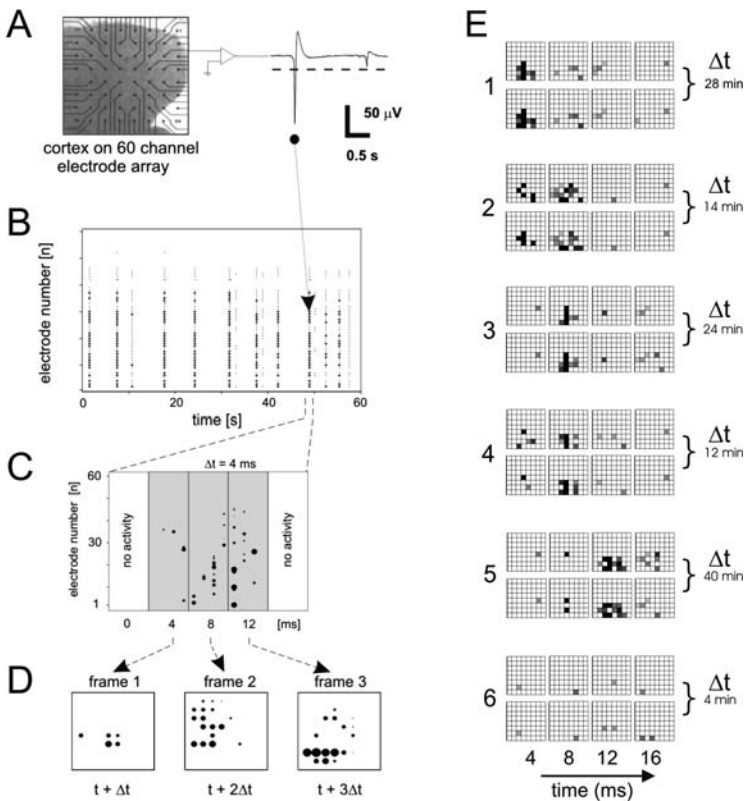 A
50 μV
0.5 s
cortex on 60 channel
electrode array
B
electrode number [n]
0 20 40 60
time [s]
C
Δt = 4 ms
electrode number [n]
60
30
1
no activity
no activity
0 4 8 12 [ms]
D
frame 1 frame 2 frame 3
t + Δt t + 2Δt t + 3Δt
E
1
Δt
28 min
2
Δt
14 min
3
Δt
24 min
4
Δt
12 min
5
Δt
40 min
6
Δt
4 min
4 8 12 16
time (ms)